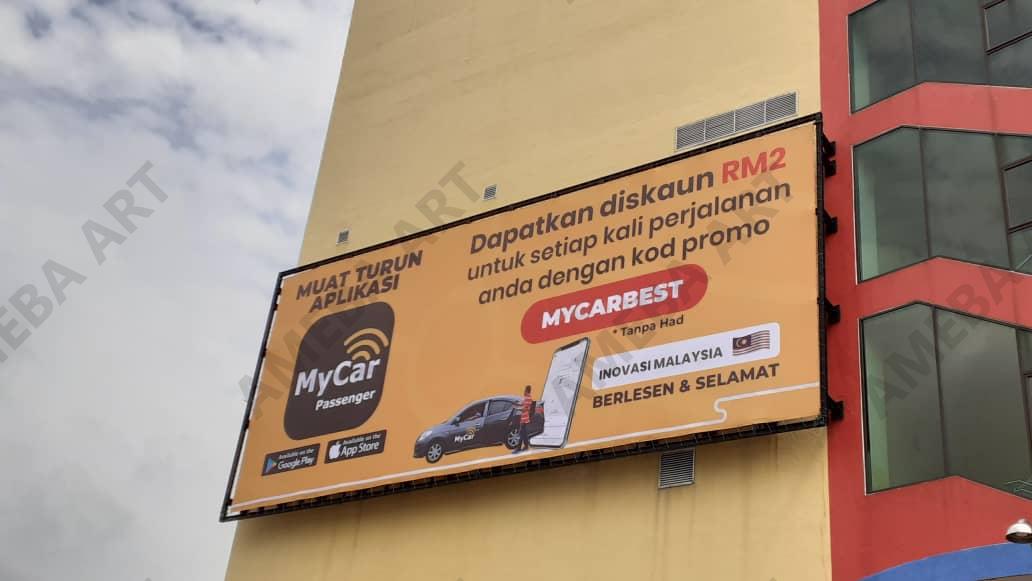 MUAT TURUN
APLIKASI
MyCar
Passenger
Available on the
Google Play
Available on the
App Store
Dapatkan diskaun RM2
untuk setiap kali perjalanan
anda dengan kod promo
MYCARBEST
* Tanpa Had
INOVASI MALAYSIA
BERLESEN & SELAMAT
MyCar
AMEBA ART
AMEBA ART
AMEBA ART
AMEBA ART